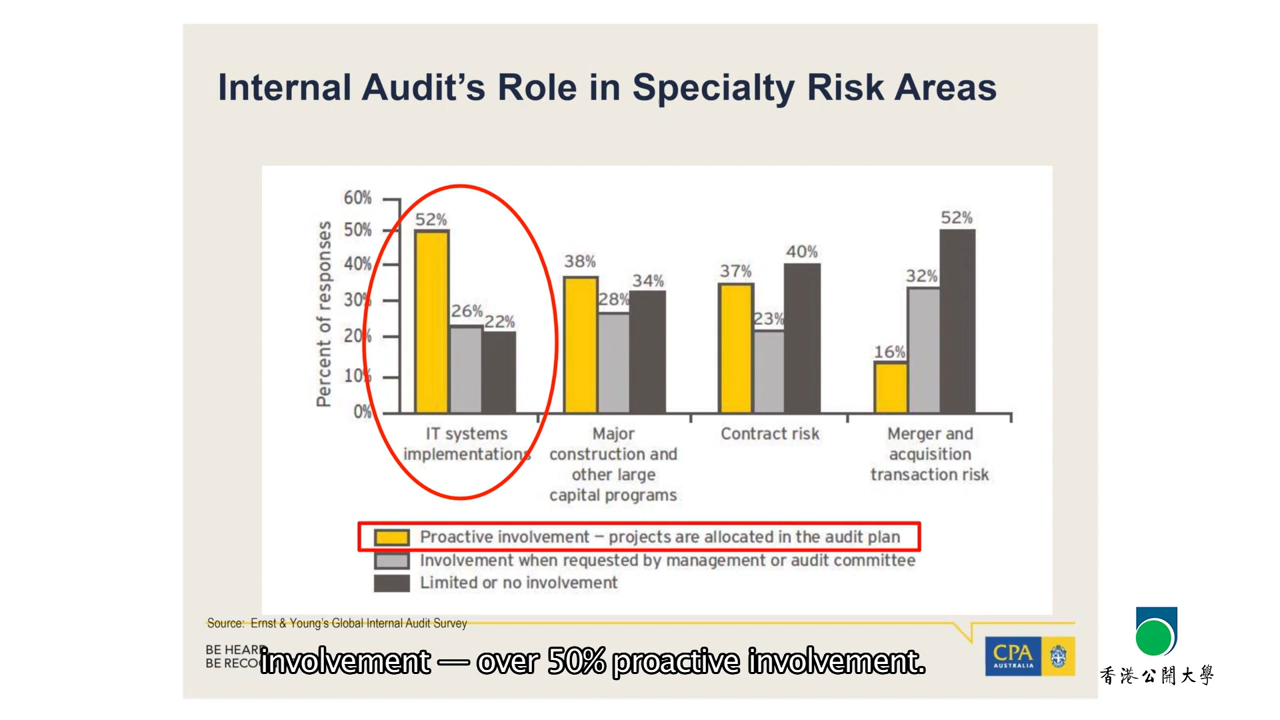 Internal Audit's Role in Specialty Risk Areas
Percent of responses
60%
50%
40%
30%
20%
10%
0%
52%
26%
22%
38%
28%
34%
37%
23%
40%
16%
32%
52%
IT systems
implementations
Major
construction and
other large
capital programs
Contract risk
Merger and
acquisition
transaction risk
Proactive involvement – projects are allocated in the audit plan
Involvement when requested by management or audit committee
Limited or no involvement
Source: Ernst & Young's Global Internal Audit Survey
BE HEARD
BE RECO
involvement — over 50% proactive involvement.
CPA
AUSTRALIA
香港公開大學